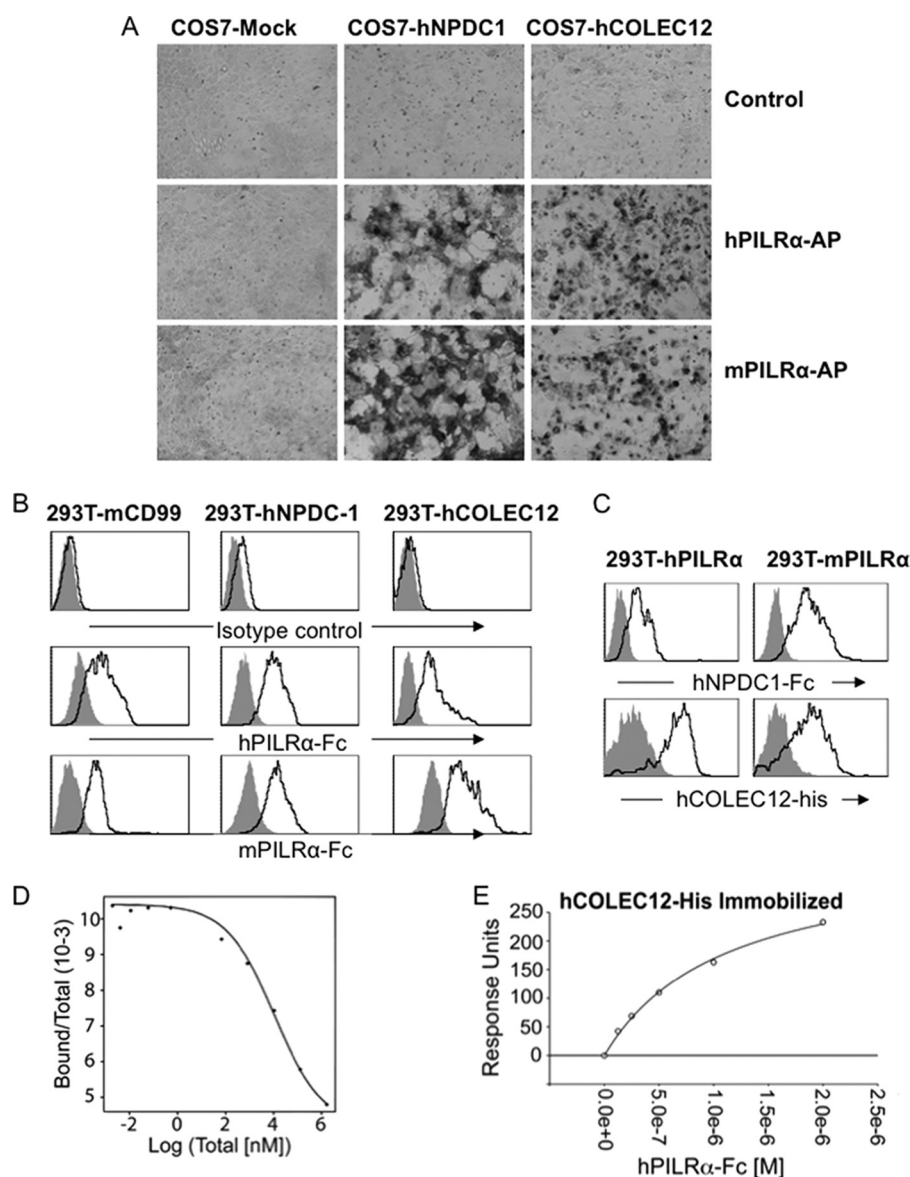 A
COS7-Mock COS7-hNPDC1 COS7-hCOLEC12
Control
hPILRα-AP
mPILRα-AP
B
293T-mCD99 293T-hNPDC-1 293T-hCOLEC12
Isotype control
hPILRα-Fc
mPILRα-Fc
C
293T-hPILRα 293T-mPILRα
hNPDC1-Fc
hCOLEC12-his
D
Bound/Total (10-3)
10
9
8
7
6
5
-2 0 2 4 6
Log (Total [nM])
E
hCOLEC12-His Immobilized
Response Units
250
200
150
100
50
0
0.0e+0 5.0e-7 1.0e-6 1.5e-6 2.0e-6 2.5e-6
hPILRα-Fc [M]